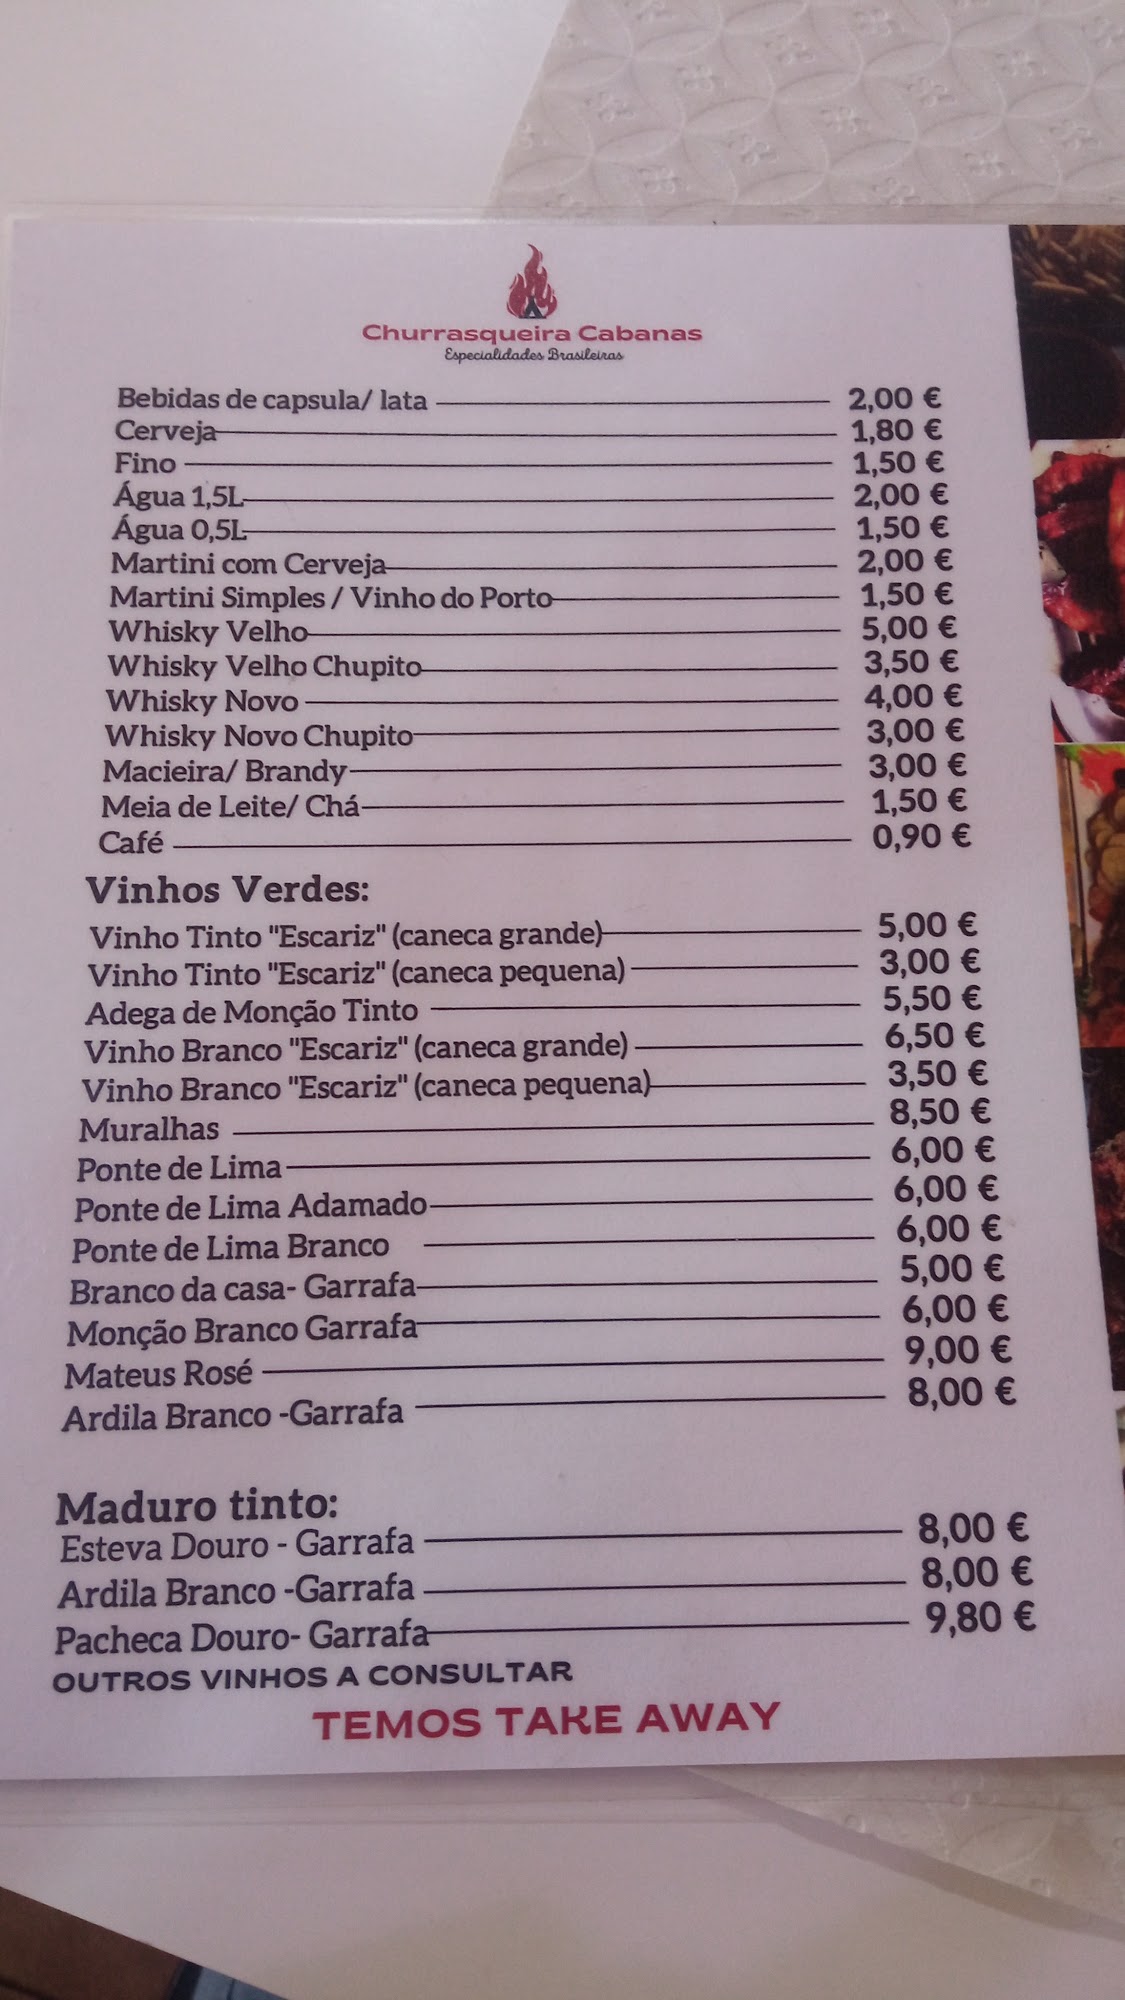 Churrasqueira Cabanas
Especialidades Brasileiras
Bebidas de capsula/ lata 2,00 €
Cerveja 1,80 €
Fino 1,50 €
Água 1,5L 2,00 €
Água 0,5L 1,50 €
Martini com Cerveja 2,00 €
Martini Simples / Vinho do Porto 1,50 €
Whisky Velho 5,00 €
Whisky Velho Chupito 3,50 €
Whisky Novo 4,00 €
Whisky Novo Chupito 3,00 €
Macieira/ Brandy 3,00 €
Meia de Leite/ Chá 1,50 €
Café 0,90 €
Vinhos Verdes:
Vinho Tinto "Escariz" (caneca grande) 5,00 €
Vinho Tinto "Escariz" (caneca pequena) 3,00 €
Adega de Monção Tinto 5,50 €
Vinho Branco "Escariz" (caneca grande) 6,50 €
Vinho Branco "Escariz" (caneca pequena) 3,50 €
Muralhas 8,50 €
Ponte de Lima 6,00 €
Ponte de Lima Adamado 6,00 €
Ponte de Lima Branco 6,00 €
Branco da casa- Garrafa 5,00 €
Monção Branco Garrafa 6,00 €
Mateus Rosé 9,00 €
Ardila Branco -Garrafa 8,00 €
Maduro tinto:
Esteva Douro - Garrafa 8,00 €
Ardila Branco -Garrafa 8,00 €
Pacheca Douro- Garrafa 9,80 €
OUTROS VINHOS A CONSULTAR
TEMOS TAKE AWAY